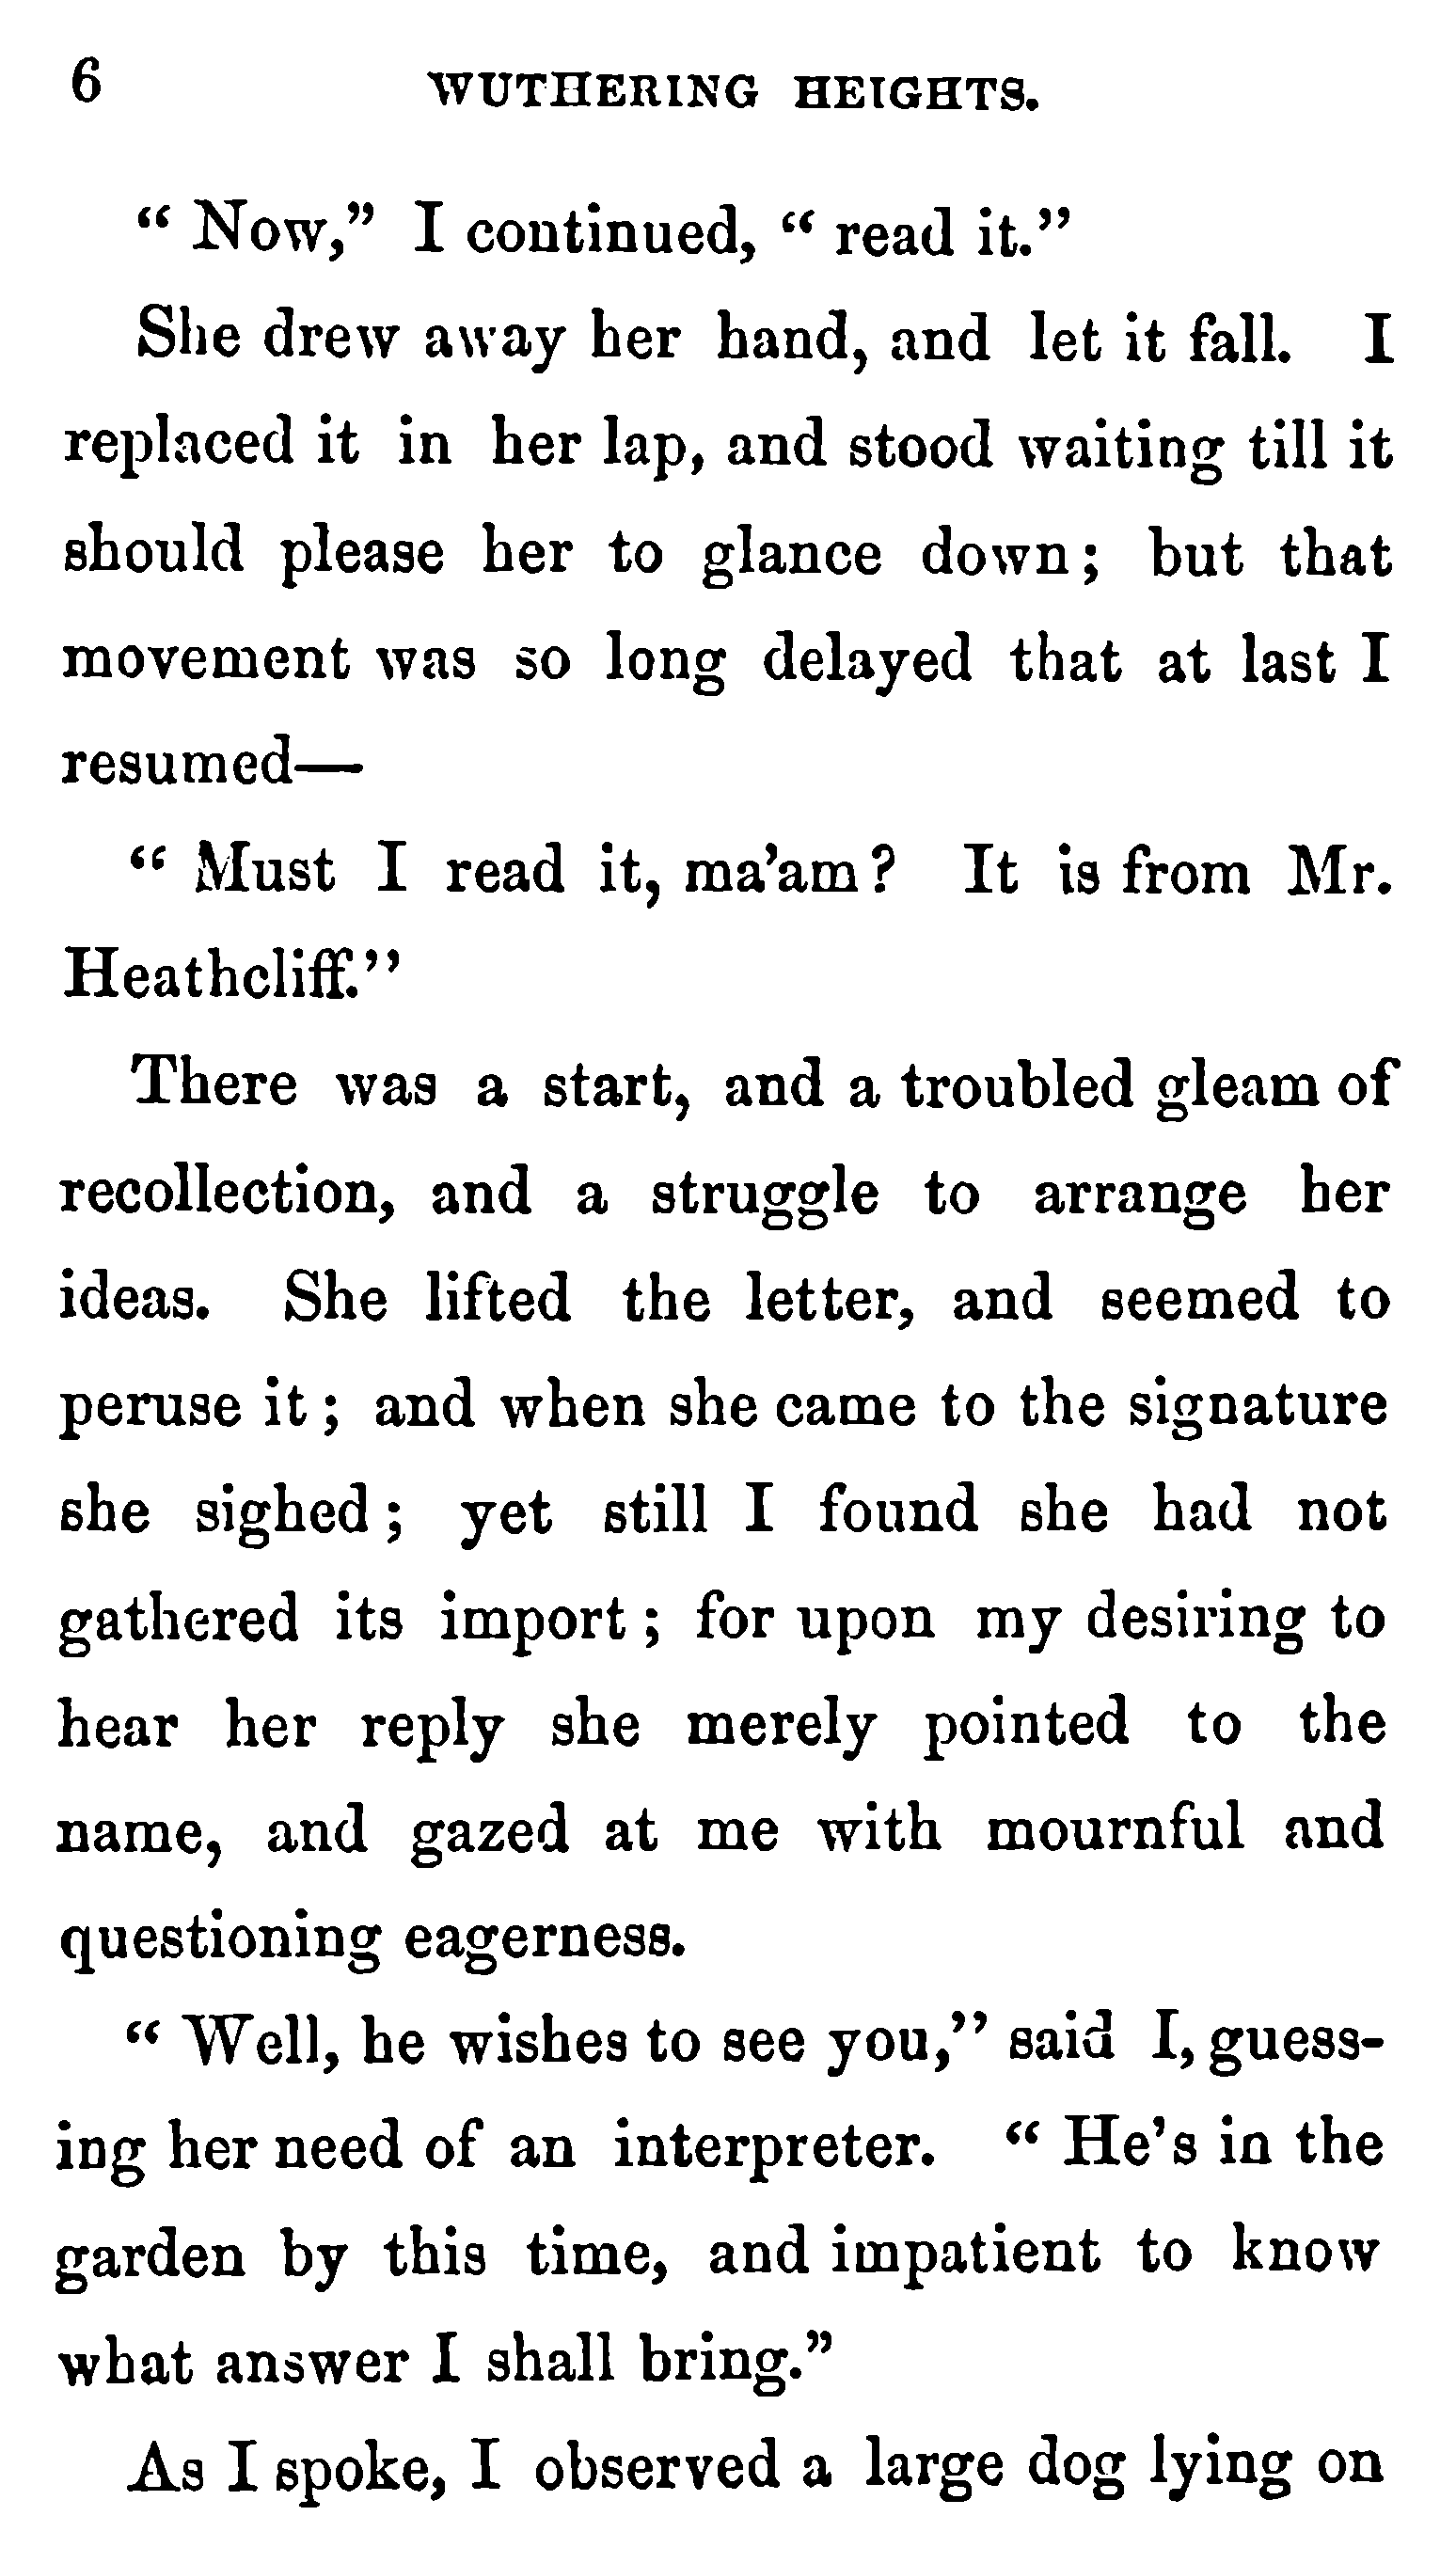 6 WUTHERING HEIGHTS.
“ Now,” I continued, “ read it.”
She drew away her hand, and let it fall. I
replaced it in her lap, and stood waiting till it
should please her to glance down; but that
movement was so long delayed that at last I
resumed—
“ Must I read it, ma’am? It is from Mr.
Heathcliff.”
There was a start, and a troubled gleam of
recollection, and a struggle to arrange her
ideas. She lifted the letter, and seemed to
peruse it; and when she came to the signature
she sighed; yet still I found she had not
gathered its import; for upon my desiring to
hear her reply she merely pointed to the
name, and gazed at me with mournful and
questioning eagerness.
“ Well, he wishes to see you,” said I, guess-
ing her need of an interpreter. “ He’s in the
garden by this time, and impatient to know
what answer I shall bring.”
As I spoke, I observed a large dog lying on